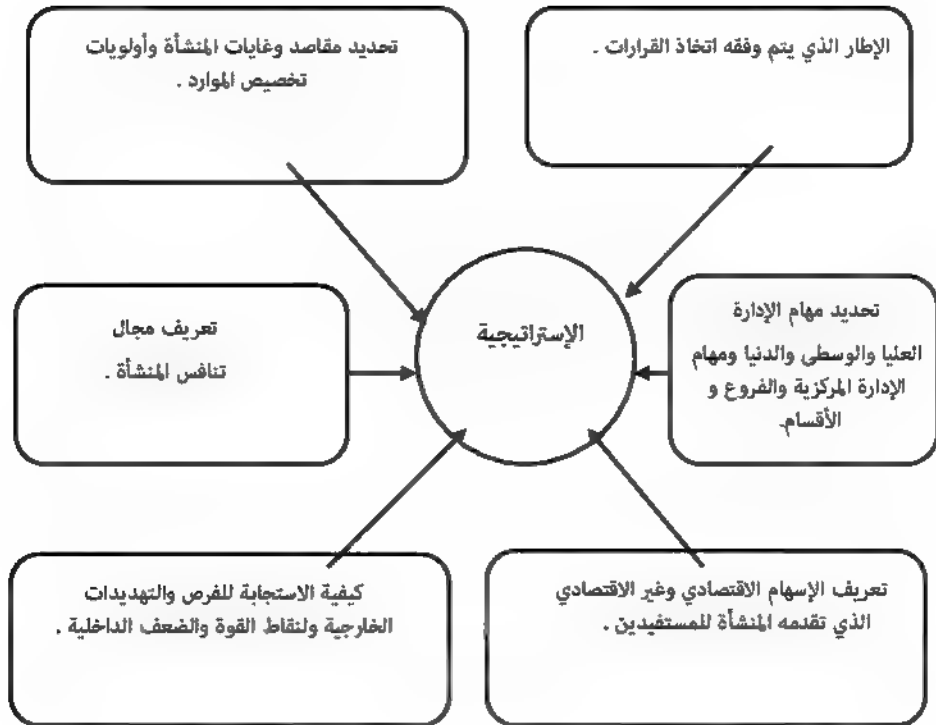 الإطار الذي يتم وفقه اتخاذ القرارات .
تحديد مقاصد وغايات المنشأة وأولويات
تخصيص الموارد .
الإستراتيجية
تحديد مهام الإدارة
العليا والوسطى والدنيا ومهام
الإدارة المركزية والفروع و
الأقسام.
تعريف مجال
تنافس المنشأة .
تعريف الإسهام الاقتصادي وغير الاقتصادي
الذي تقدمه المنشأة للمستفيدين .
كيفية الاستجابة للفرص والتهديدات
الخارجية ولنقاط القوة والضعف الداخلية .